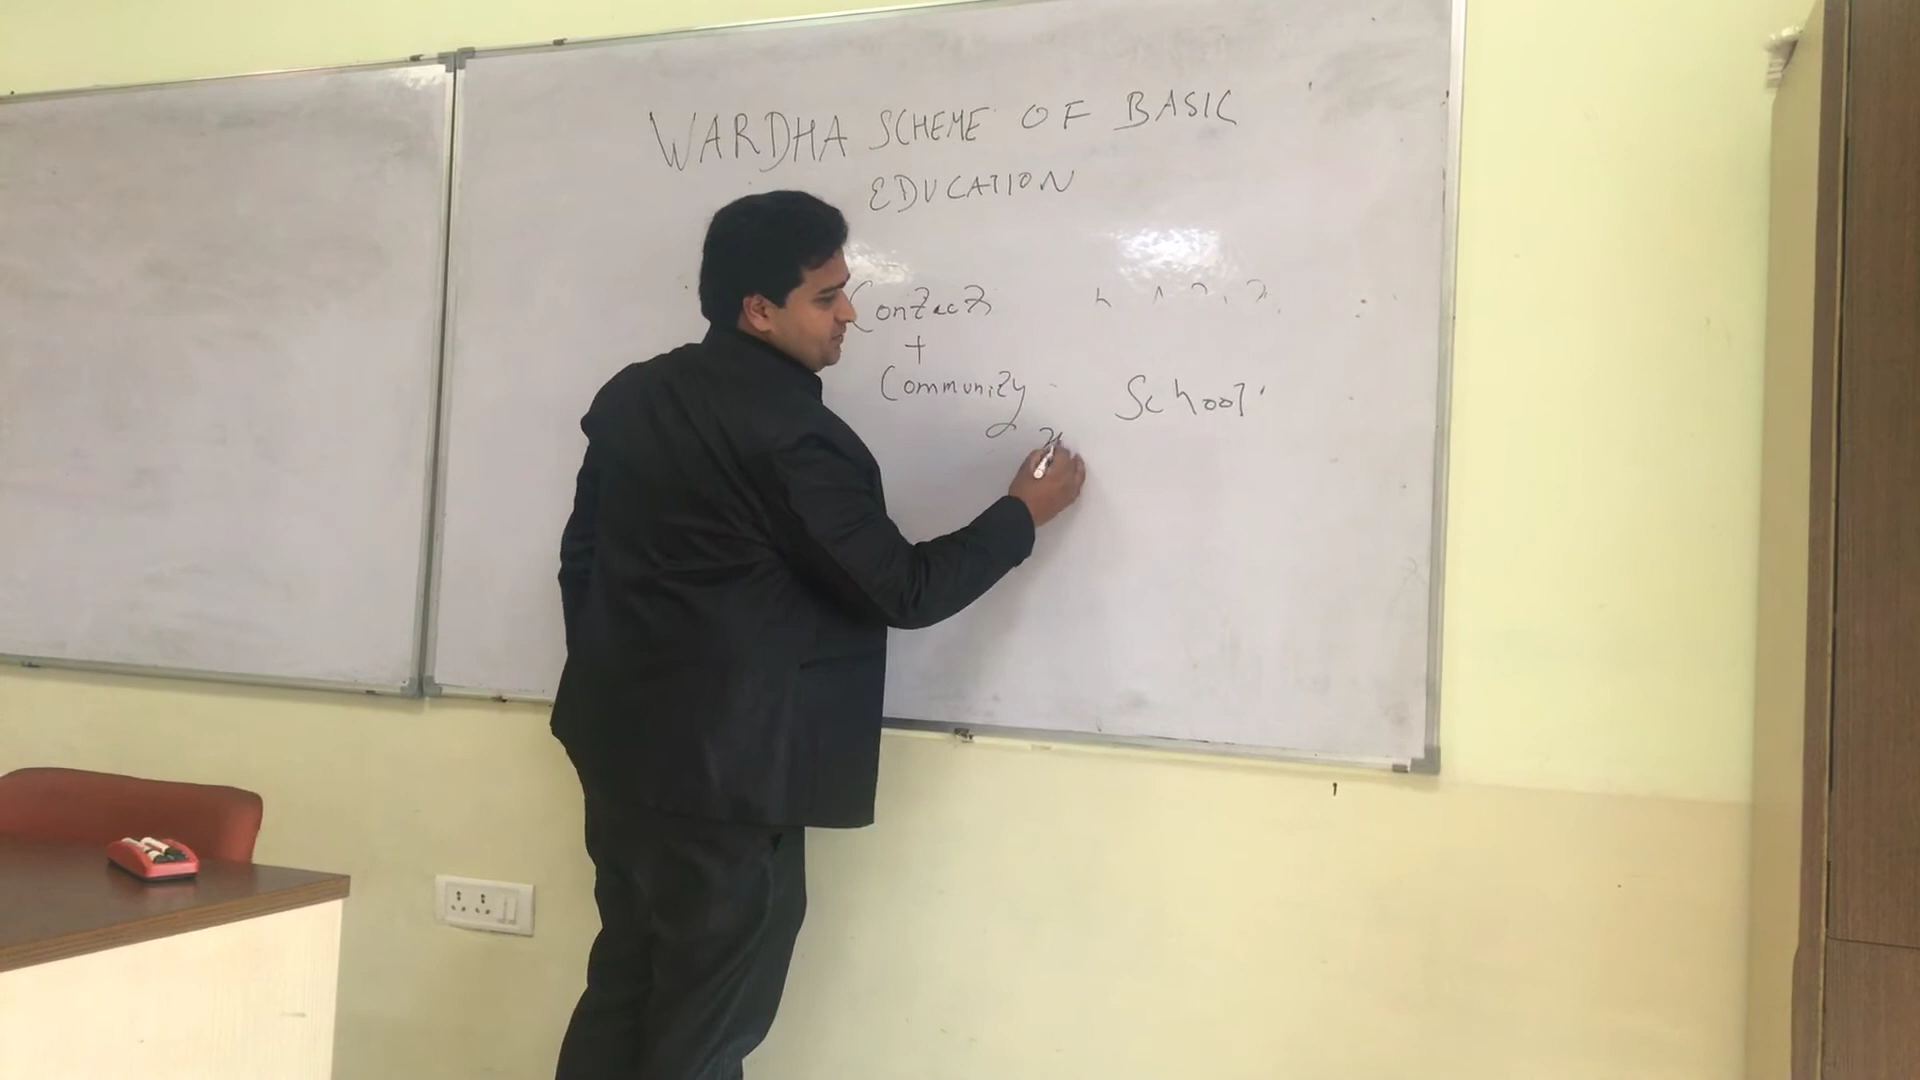 WARDHA SCHEME OF BASIC
EDUCATION
Contact
+
Community
School